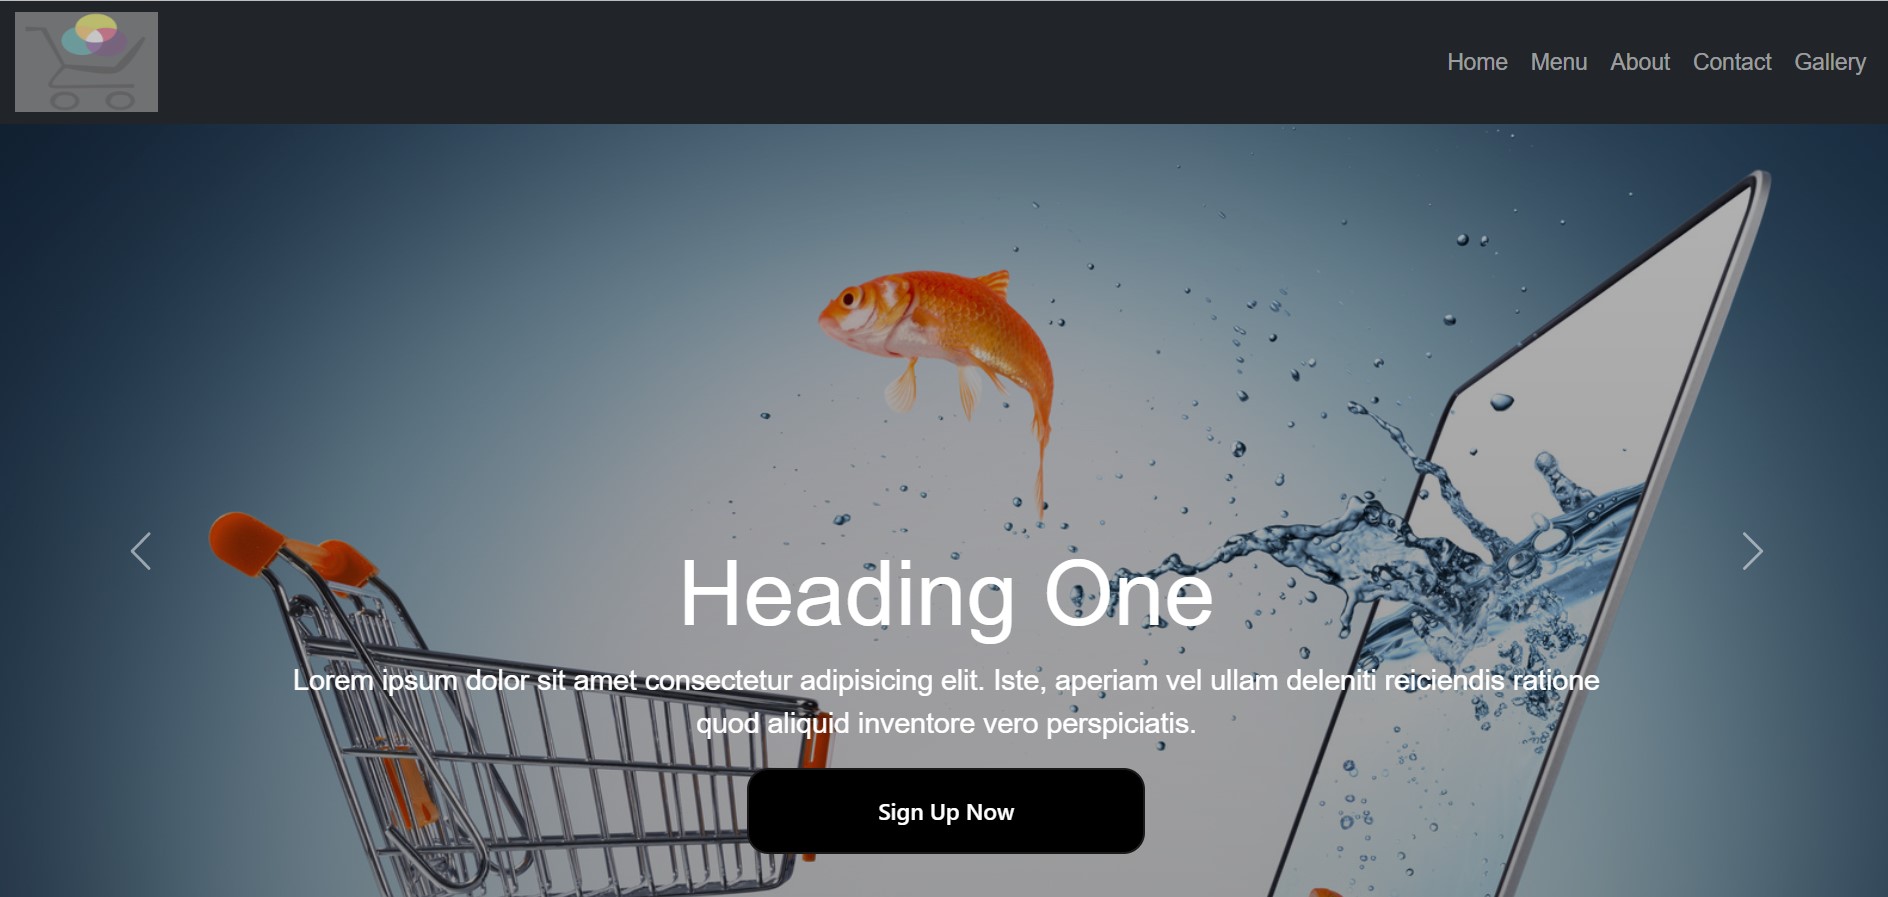 Home Menu About Contact Gallery
Heading One
Lorem ipsum dolor sit amet consectetur adipisicing elit. Iste, aperiam vel ullam deleniti reiciendis ratione
quod aliquid inventore vero perspiciatis.
Sign Up Now